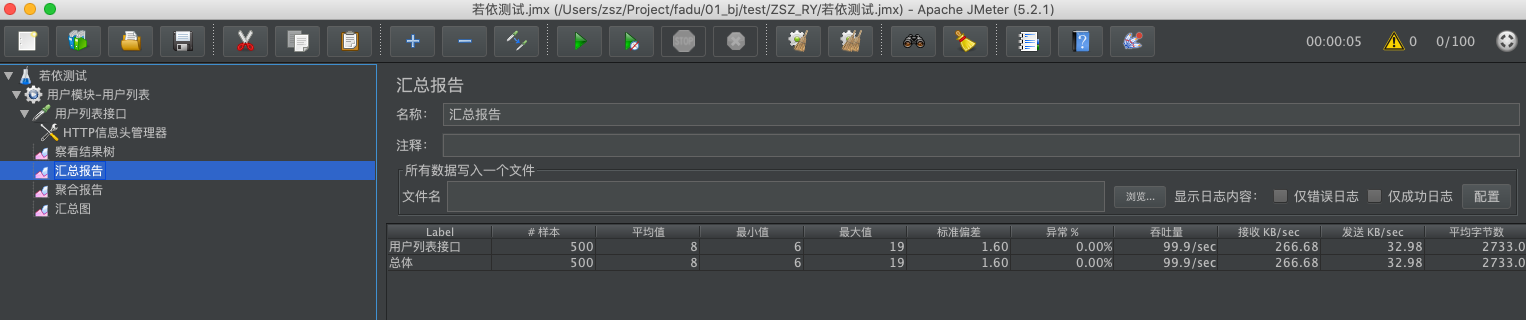 若依测试.jmx (/Users/zsz/Project/fadu/01_bj/test/ZSZ_RY/若依测试.jmx) - Apache JMeter (5.2.1)
STOP 00:00:05 0 0/100
若依测试
用户模块-用户列表
用户列表接口
HTTP信息头管理器
察看结果树
汇总报告
聚合报告
汇总图
汇总报告
名称： 汇总报告
注释：
所有数据写入一个文件
文件名 浏览... 显示日志内容： 仅错误日志 仅成功日志 配置
Label # 样本 平均值 最小值 最大值 标准偏差 异常 % 吞吐量 接收 KB/sec 发送 KB/sec 平均字节数
用户列表接口 500 8 6 19 1.60 0.00% 99.9/sec 266.68 32.98 2733.0
总体 500 8 6 19 1.60 0.00% 99.9/sec 266.68 32.98 2733.0